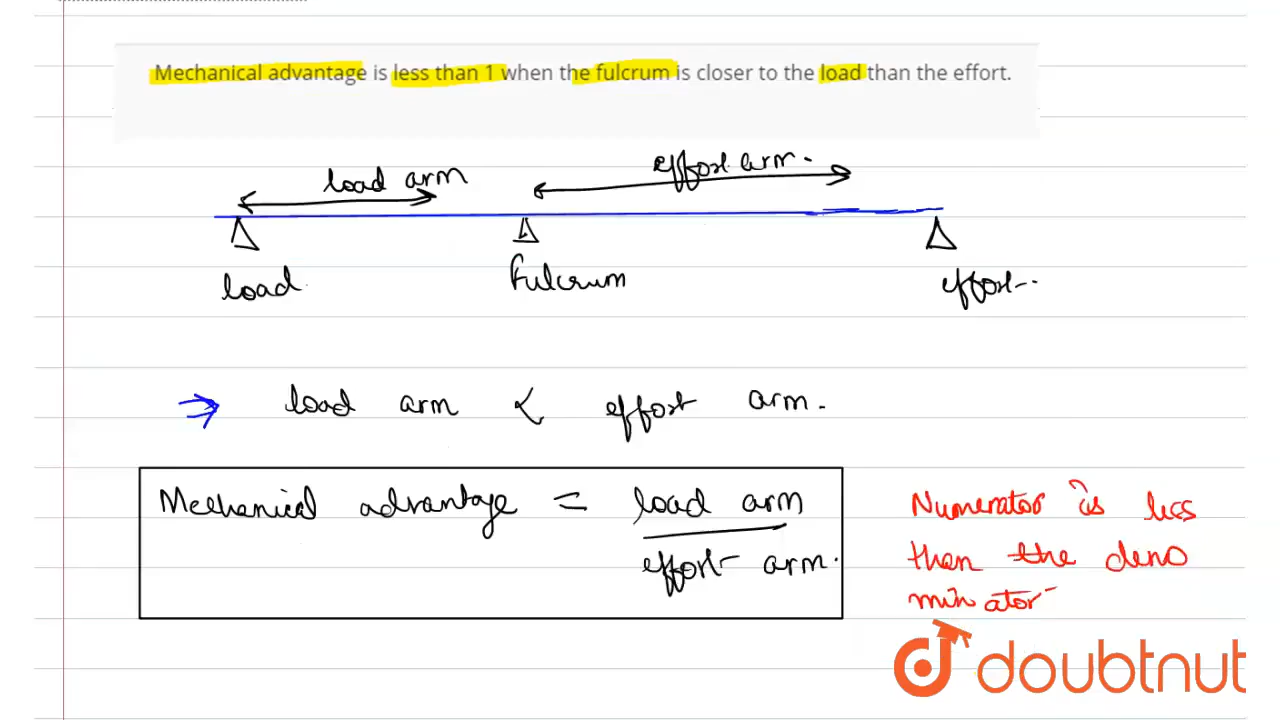 Mechanical advantage is less than 1 when the fulcrum is closer to the load than the effort.
load arm effort arm.
load fulcrum effort.
⇒ load arm < effort arm.
Mechanical advantage = load arm
effort arm.
Numerator is less
than the deno
minator
doubtnut